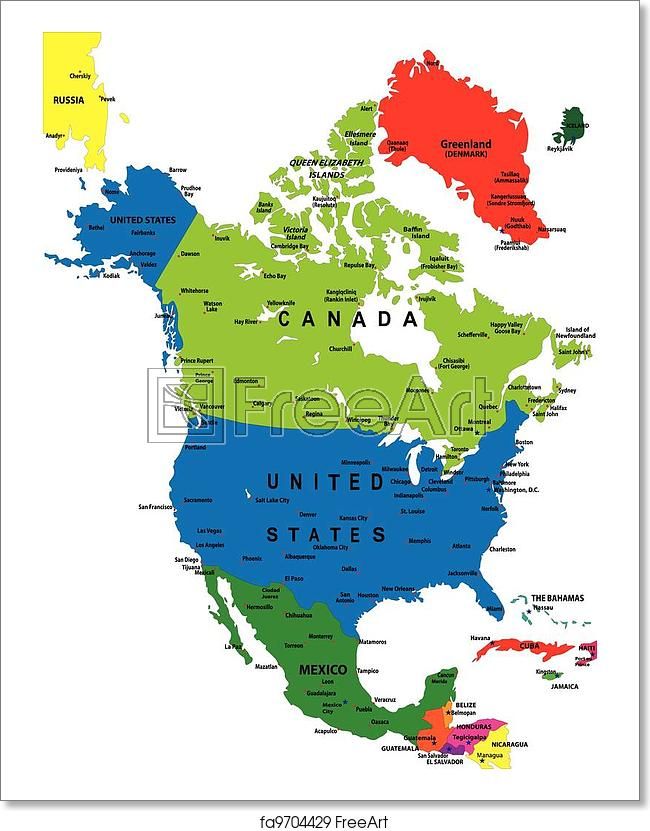 Cherskiy
RUSSIA
Pevek
Anadyr
Provideniya
Nord
Alert
Ellesmere
Island
Qaanaaq
(Thule)
Greenland
(DENMARK)
ICELAND
Reykjavik
QUEEN ELIZABETH
ISLANDS
Barrow
Prudhoe
Bay
Nome
Tasiilaq
(Ammassalik)
Kangerlussuaq
(Sondre Stromfjord)
Kaujuitoq
(Resolute)
Banks
Island
UNITED STATES
Bethel
Fairbanks
Nuuk
(Godthab)
Narsarsuaq
Paamiut
(Frederikshab)
Victoria
Island
Baffin
Island
Inuvik
Cambridge Bay
Anchorage
Valdez
Dawson
Kodiak
Repulse Bay
Iqaluit
(Frobisher Bay)
Echo Bay
Whitehorse
Watson
Lake
Yellowknife
Kangiqcliniq
(Rankin Inlet)
Ivujivik
Hay River
CANADA
Happy Valley
Goose Bay
Schefferville
Island of
Newfoundland
Saint John's
Churchill
Prince Rupert
Prince
George
Edmonton
Chisasibi
(Fort George)
Moosonee
Charlottetown
Sydney
Saskatoon
Calgary
Regina
Winnipeg
Thunder
Bay
Victoria
Vancouver
Seattle
Quebec
Fredericton
Halifax
Saint John
Montreal
Ottawa
FreeArt
Portland
Toronto
Hamilton
Boston
Minneapolis
Milwaukee
Detroit
Windsor
New York
Philadelphia
Chicago
Cleveland
Pittsburgh
Baltimore
Washington, D.C.
Columbus
Indianapolis
UNITED
Sacramento
Salt Lake City
San Francisco
Denver
Kansas City
St. Louis
Norfolk
STATES
Las Vegas
Los Angeles
Oklahoma City
Memphis
Atlanta
Charleston
San Diego
Tijuana
Mexicali
Phoenix
Albuquerque
Dallas
Jacksonville
El Paso
San
Antonio
Houston
New Orleans
Ciudad
Juarez
Hermosillo
Chihuahua
Miami
THE BAHAMAS
Nassau
Monterrey
Matamoros
Havana
CUBA
HAITI
Port-au-
Prince
La Paz
Torreon
Mazatlan
MEXICO
Tampico
Kingston
JAMAICA
Leon
Guadalajara
Cancun
Merida
Mexico
City
Veracruz
Puebla
Oaxaca
Acapulco
BELIZE
Belmopan
HONDURAS
Tegicigalpa
Guatemala
GUATEMALA
San Salvador
EL SALVADOR
NICARAGUA
Managua
fa9704429 FreeArt